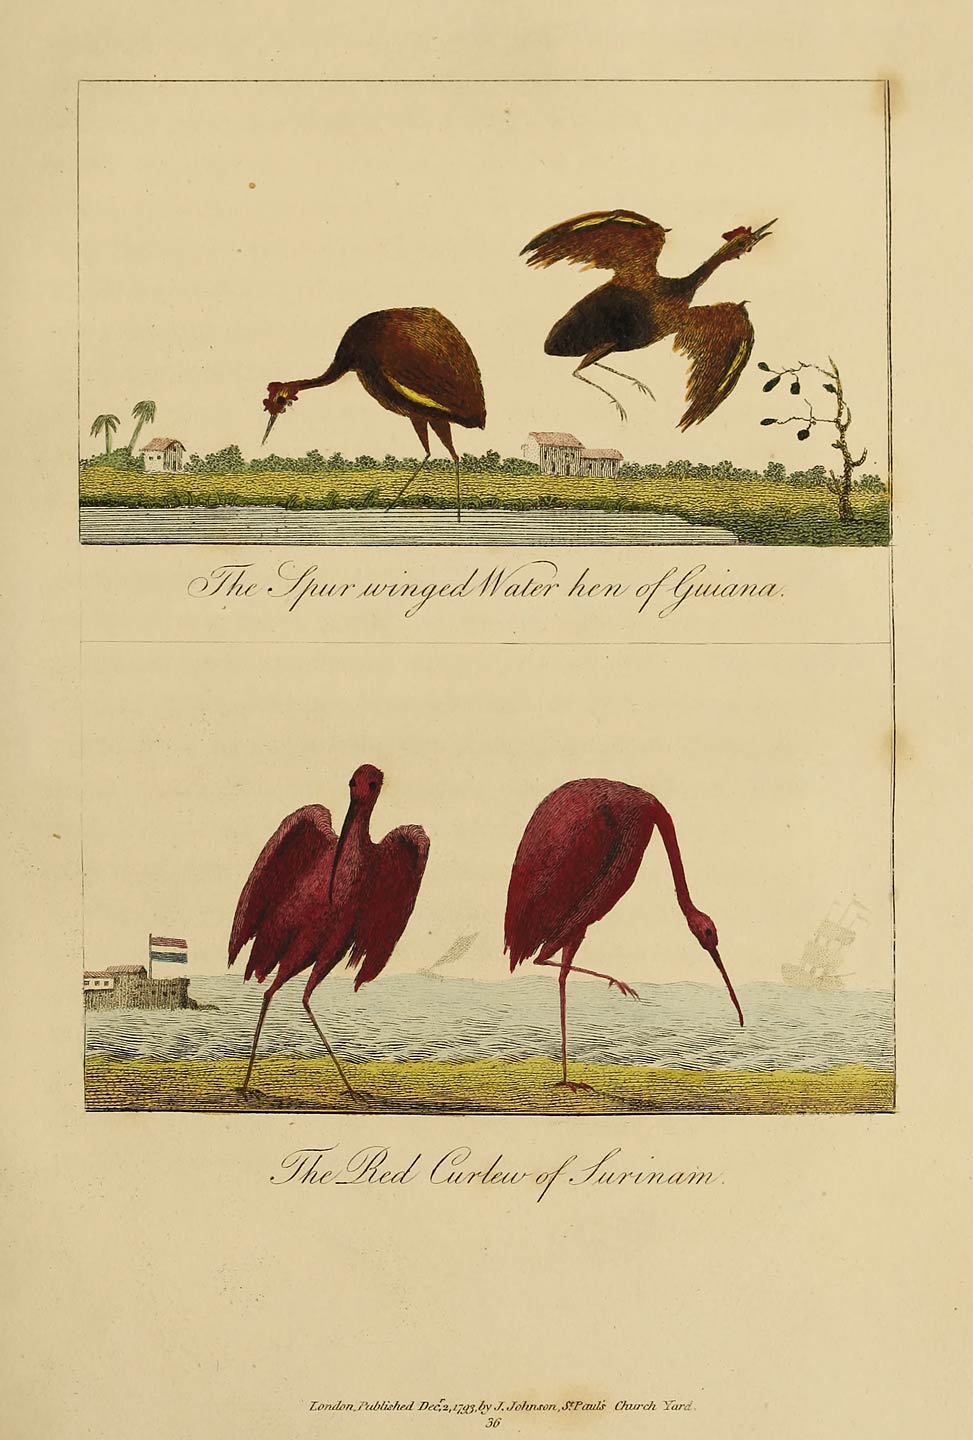 The Spur winged Water hen of Guiana.
The Red Curlew of Surinam.
London, Published Decr. 2, 1793, by J. Johnson, St. Paul's Church Yard.
36